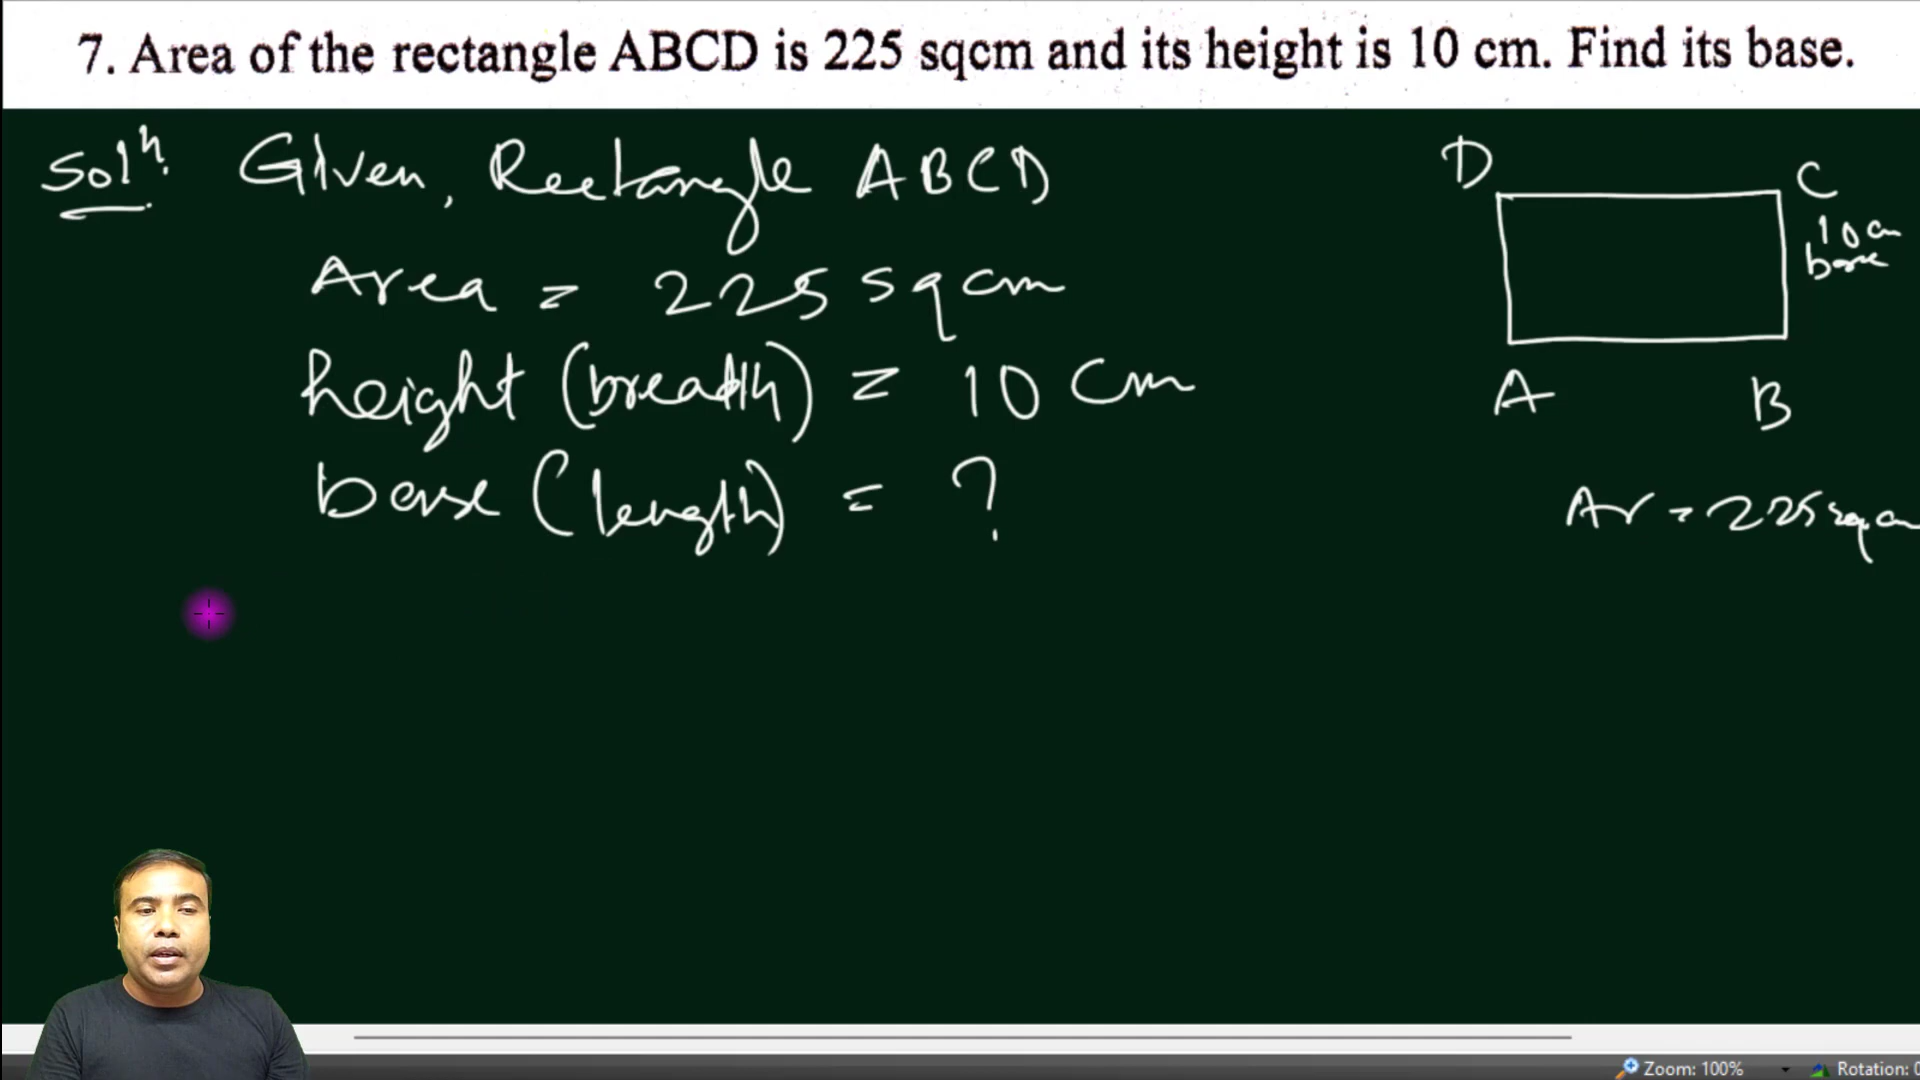 7. Area of the rectangle ABCD is 225 sqcm and its height is 10 cm. Find its base.
Solⁿ. Given, Rectangle ABCD
Area = 225 sqcm
height (breadth) = 10 cm
base (length) = ?
D
C
10 cm
base
A
B
Ar = 225 sqcm
Zoom: 100%
Rotation: 0